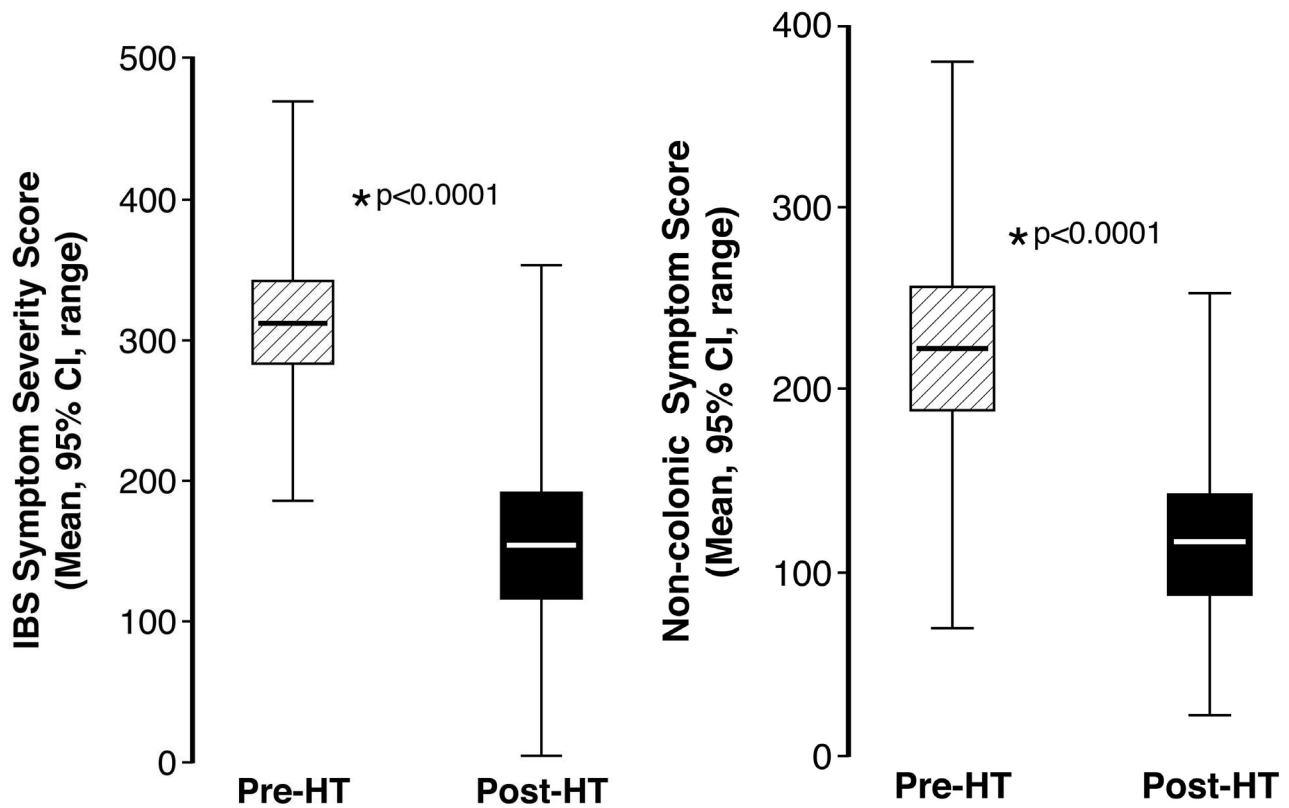 IBS Symptom Severity Score
(Mean, 95% CI, range)
500
400
300
200
100
0
★ p<0.0001
Pre-HT
Post-HT
Non-colonic Symptom Score
(Mean, 95% CI, range)
400
300
200
100
0
★ p<0.0001
Pre-HT
Post-HT